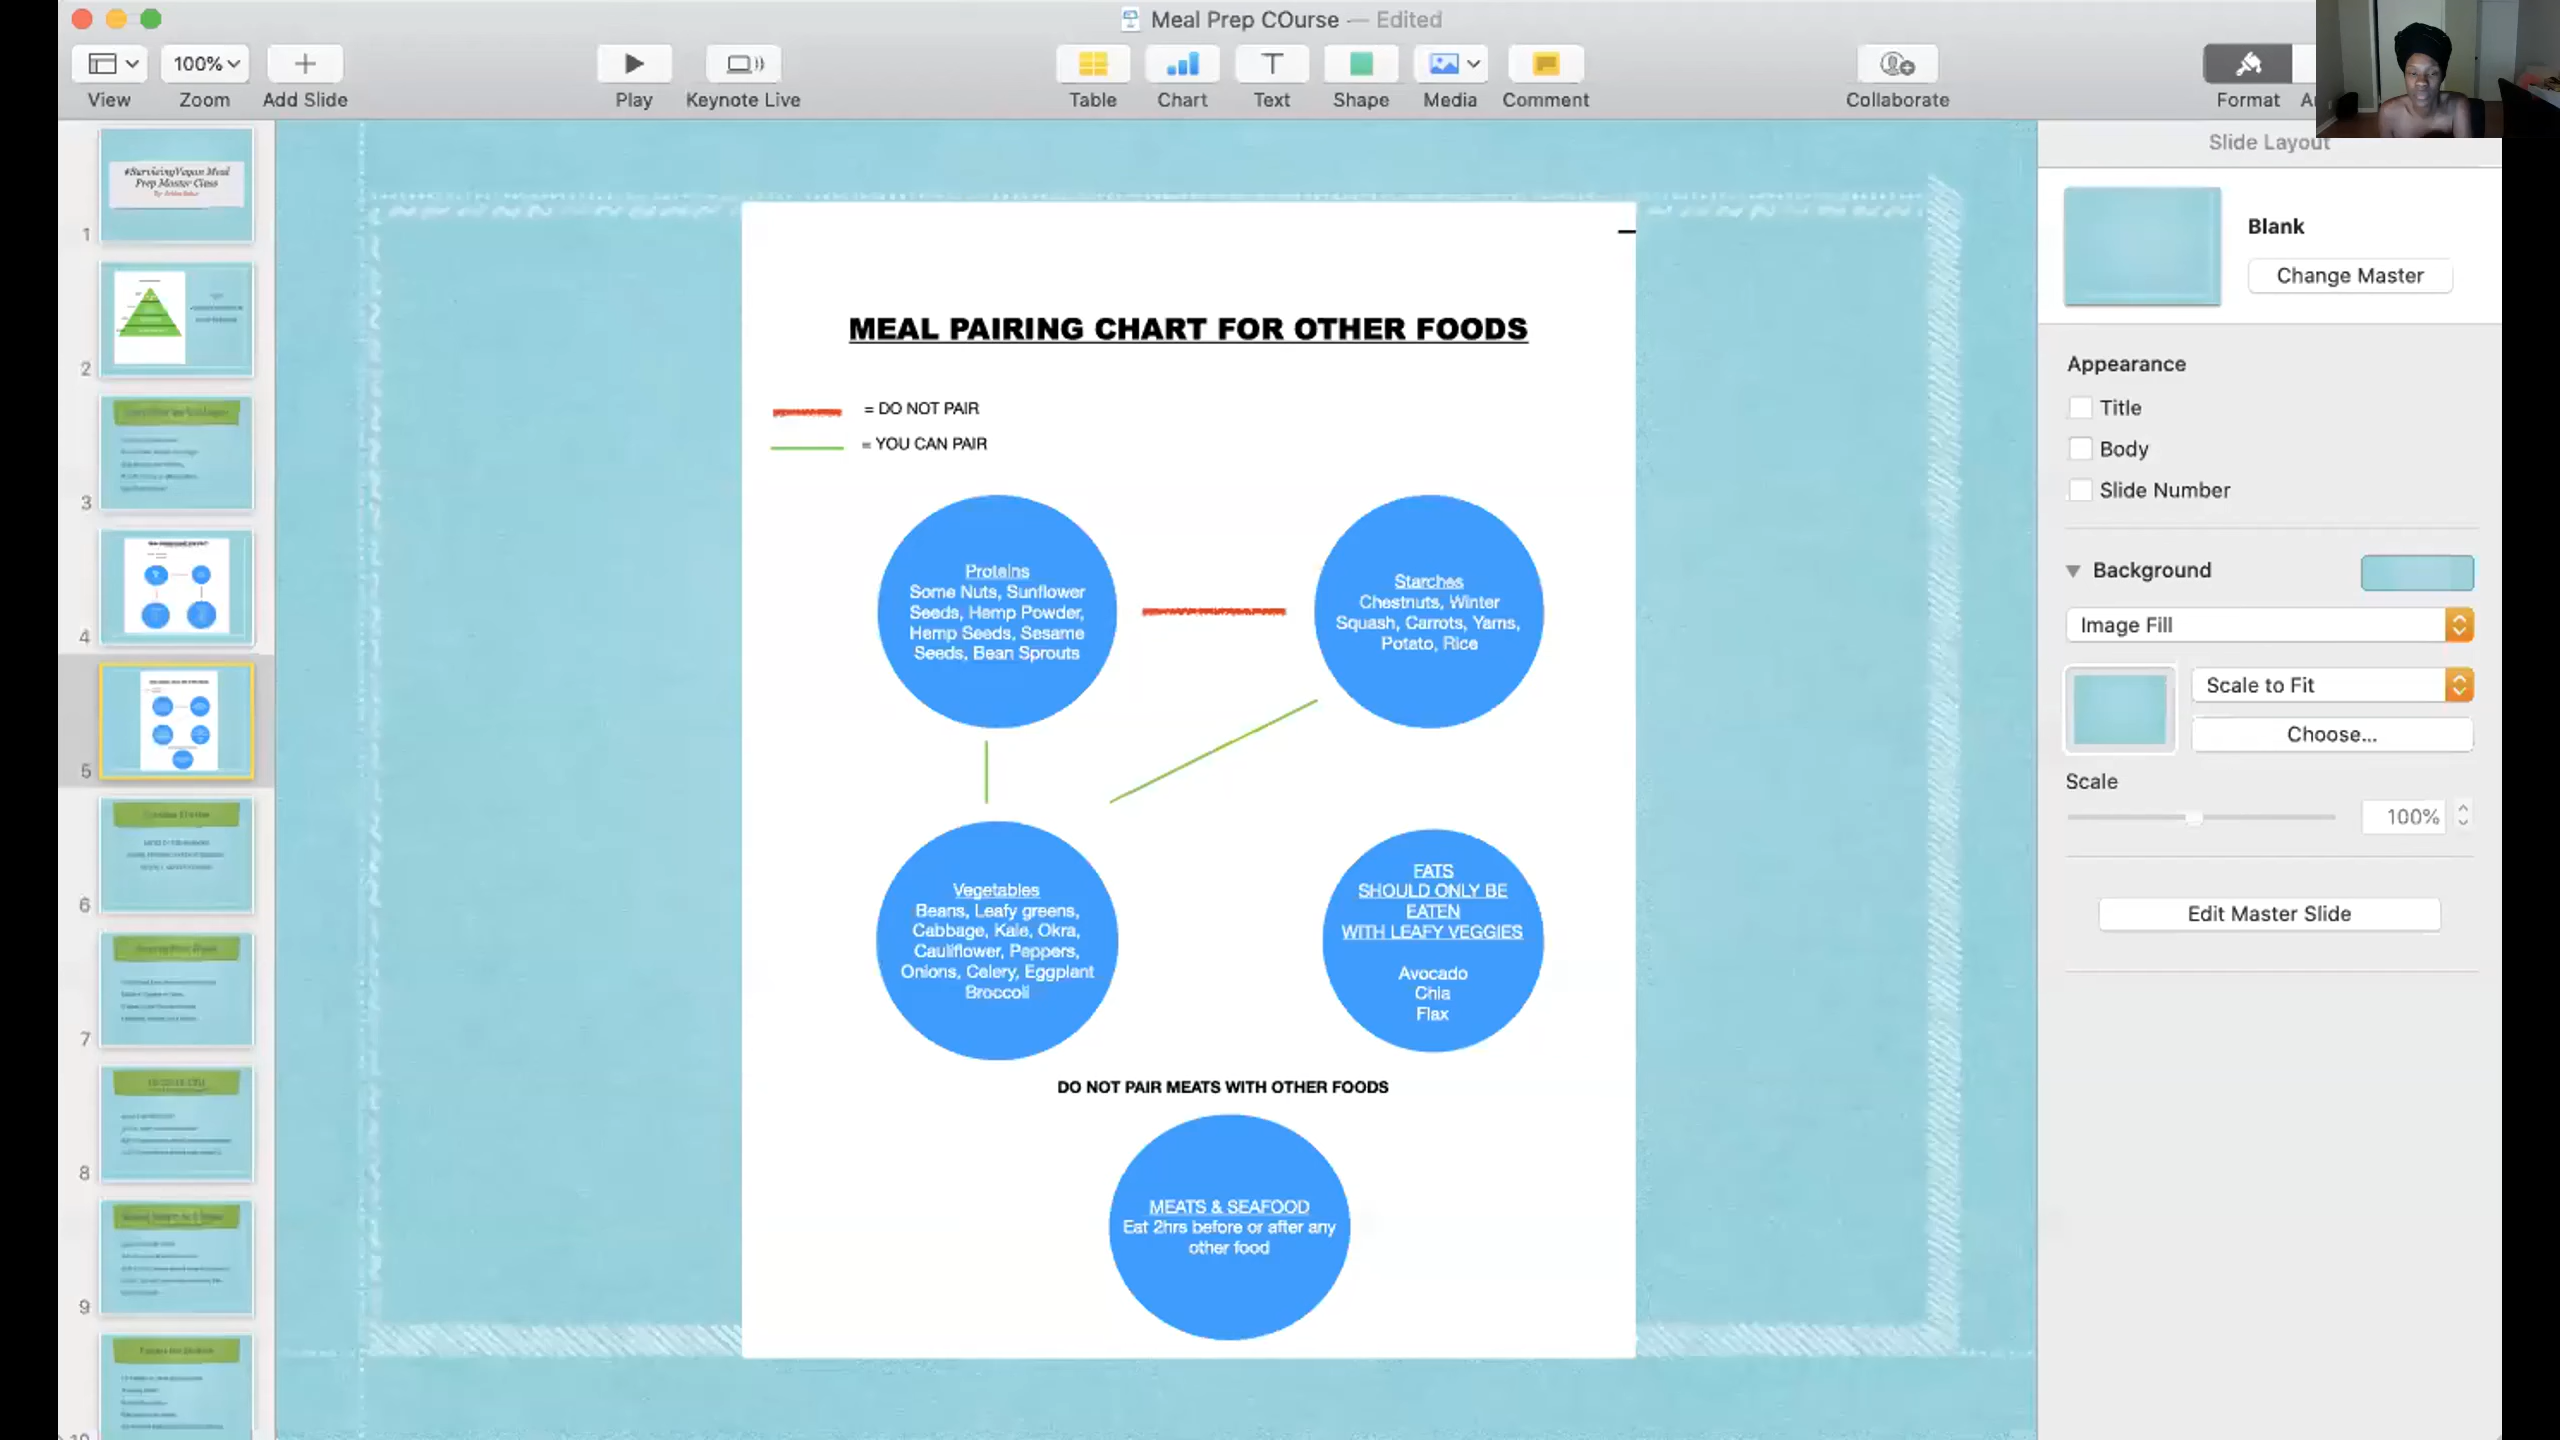 Meal Prep COurse — Edited
100%
View
Zoom
Add Slide
Play
Keynote Live
Table
Chart
Text
Shape
Media
Comment
Collaborate
Format
Slide Layout
#SurvivingVegan Meal
Prep Master Class
1
2
3
4
5
6
7
8
9
MEAL PAIRING CHART FOR OTHER FOODS
= DO NOT PAIR
= YOU CAN PAIR
Proteins
Some Nuts, Sunflower
Seeds, Hemp Powder,
Hemp Seeds, Sesame
Seeds, Bean Sprouts
Starches
Chestnuts, Winter
Squash, Carrots, Yams,
Potato, Rice
Vegetables
Beans, Leafy greens,
Cabbage, Kale, Okra,
Cauliflower, Peppers,
Onions, Celery, Eggplant
Broccoli
FATS
SHOULD ONLY BE
EATEN
WITH LEAFY VEGGIES
Avocado
Chia
Flax
DO NOT PAIR MEATS WITH OTHER FOODS
MEATS & SEAFOOD
Eat 2hrs before or after any
other food
Blank
Change Master
Appearance
Title
Body
Slide Number
Background
Image Fill
Scale to Fit
Choose...
Scale
100%
Edit Master Slide